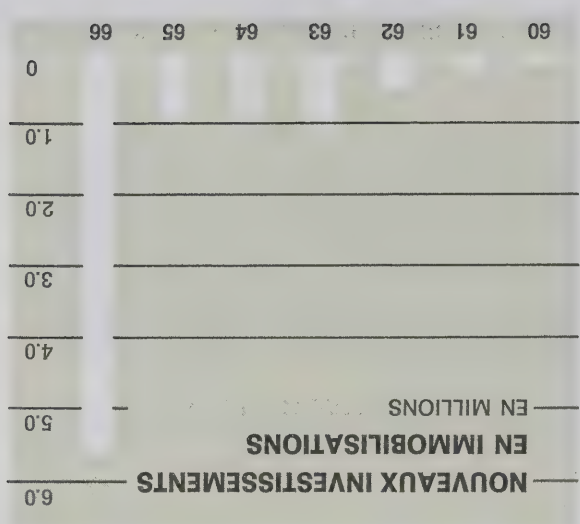 NOUVEAUX INVESTISSEMENTS
EN IMMOBILISATIONS
EN MILLIONS
6.0
5.0
4.0
3.0
2.0
1.0
0
60 61 62 63 64 65 66